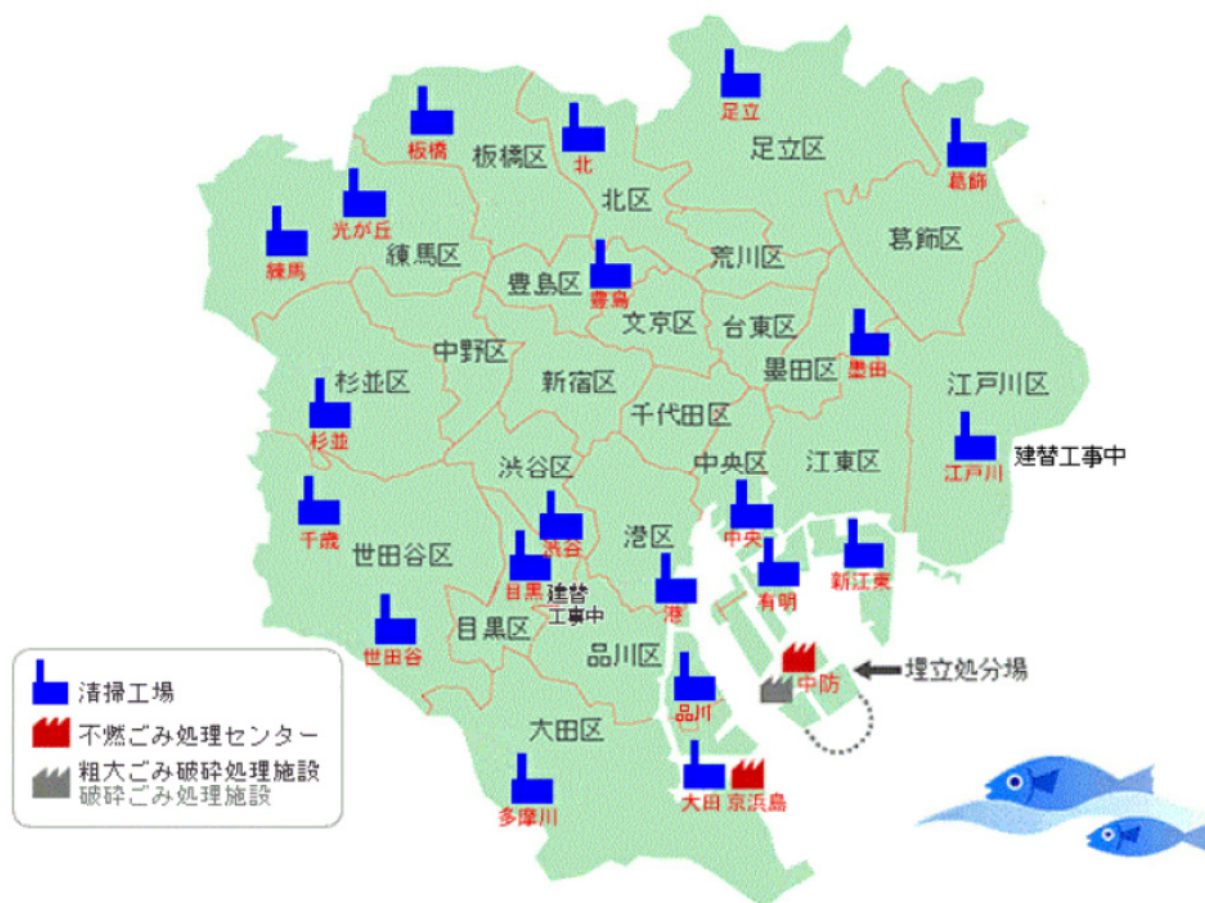 足立
板橋
北
足立区
板橋区
葛飾
北区
光が丘
葛飾区
練馬区
荒川区
練馬
豊島区
豊島
文京区
台東区
中野区
墨田区
墨田
杉並区
新宿区
江戸川区
千代田区
杉並
中央区
江東区
渋谷区
江戸川
建替工事中
千歳
世田谷区
渋谷
港区
中央
新江東
目黒
建替
工事中
有明
港
目黒区
世田谷
品川区
中防
埋立処分場
品川
大田区
大田
京浜島
多摩川
清掃工場
不燃ごみ処理センター
粗大ごみ破砕処理施設
破砕ごみ処理施設